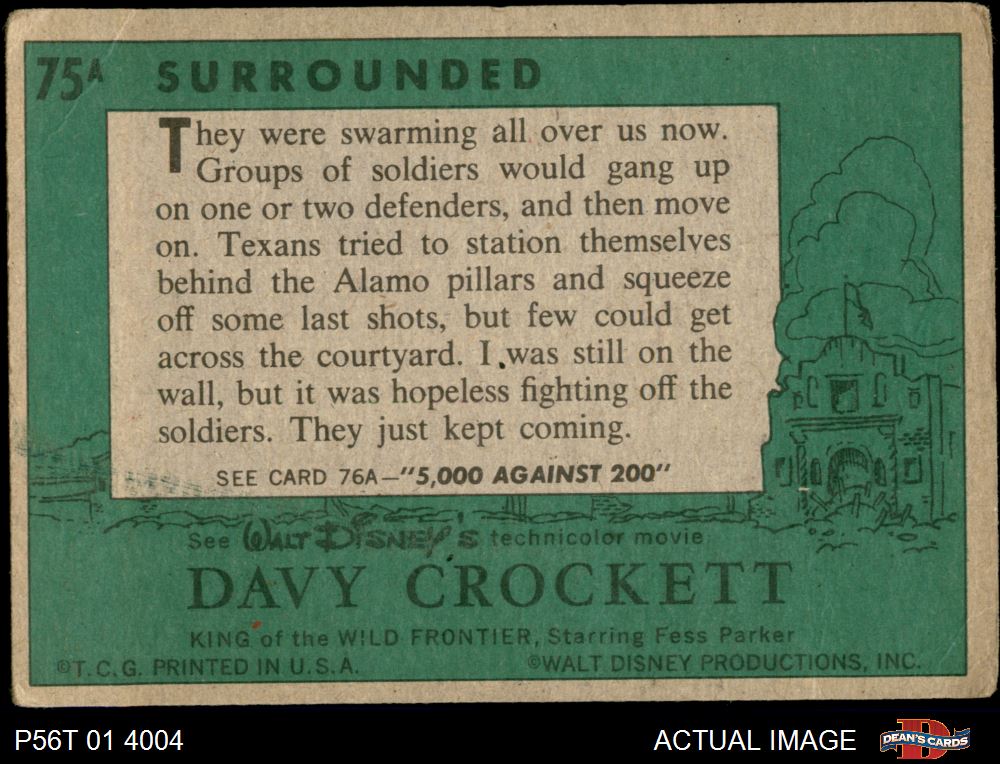 75A SURROUNDED
They were swarming all over us now.
Groups of soldiers would gang up
on one or two defenders, and then move
on. Texans tried to station themselves
behind the Alamo pillars and squeeze
off some last shots, but few could get
across the courtyard. I was still on the
wall, but it was hopeless fighting off the
soldiers. They just kept coming.
SEE CARD 76A—"5,000 AGAINST 200"
See WALT DISNEY'S technicolor movie
DAVY CROCKETT
KING of the WILD FRONTIER, Starring Fess Parker
©T.C.G. PRINTED IN U.S.A. ©WALT DISNEY PRODUCTIONS, INC.
P56T 01 4004 ACTUAL IMAGE DEAN'S CARDS